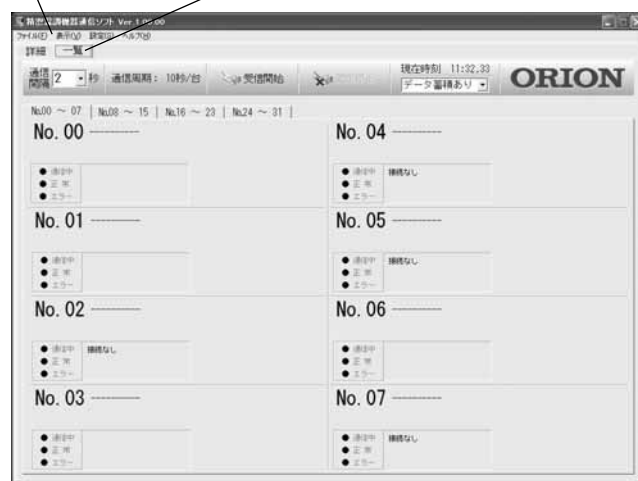 精密空調機器通信ソフト Ver 1.00.00
ファイル(F) 表示(V) 設定(S) ヘルプ(H)
詳細 一覧
通信間隔 2 秒 通信周期： 10秒/台 受信開始 現在時刻 11:32.33
データ蓄積あり
ORION
No.00 ～ 07 | No.08 ～ 15 | No.16 ～ 23 | No.24 ～ 31 |
No. 00 ----------
通信中
正 常
エラー
No. 04 ----------
通信中 接続なし
正 常
エラー
No. 01 ----------
通信中
正 常
エラー
No. 05 ----------
通信中 接続なし
正 常
エラー
No. 02 ----------
通信中 接続なし
正 常
エラー
No. 06 ----------
通信中
正 常
エラー
No. 03 ----------
通信中
正 常
エラー
No. 07 ----------
通信中 接続なし
正 常
エラー